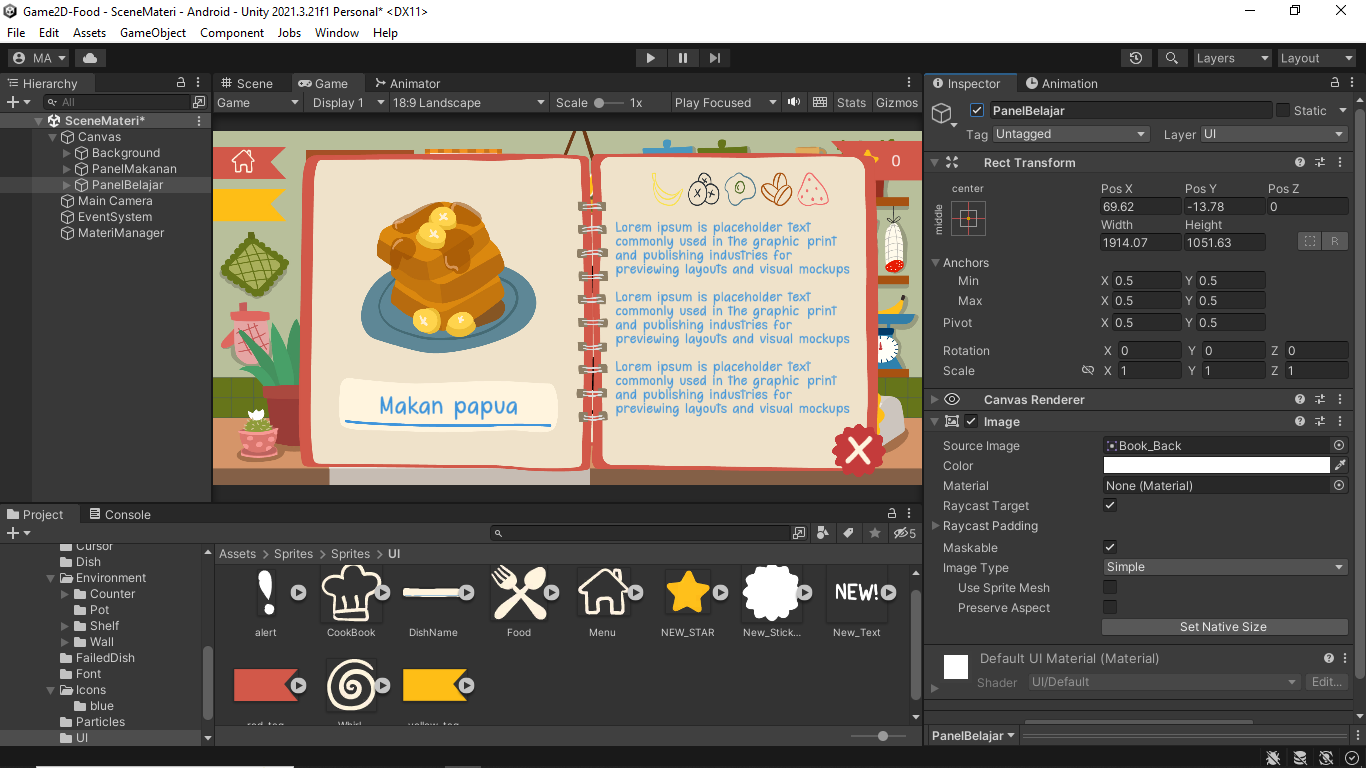 Game2D-Food - SceneMateri - Android - Unity 2021.3.21f1 Personal* <DX11>
File Edit Assets GameObject Component Jobs Window Help
MA Layers Layout
Hierarchy
All
SceneMateri*
Canvas
Background
PanelMakanan
PanelBelajar
Main Camera
EventSystem
MateriManager
Scene Game Animator
Game Display 1 18:9 Landscape Scale 1x Play Focused Stats Gizmos
0
Makan papua
Lorem ipsum is placeholder text
commonly used in the graphic print
and publishing industries for
previewing layouts and visual mockups
Lorem ipsum is placeholder text
commonly used in the graphic print
and publishing industries for
previewing layouts and visual mockups
Lorem ipsum is placeholder text
commonly used in the graphic print
and publishing industries for
previewing layouts and visual mockups
Project Console
5
Cursor
Dish
Environment
Counter
Pot
Shelf
Wall
FailedDish
Font
Icons
blue
Particles
UI
Assets > Sprites > Sprites > UI
NEW!
alert CookBook DishName Food Menu NEW_STAR New_Stick... New_Text
red_tag Whirl yellow_tag
Inspector Animation
PanelBelajar Static
Tag Untagged Layer UI
Rect Transform
center
middle
Pos X Pos Y Pos Z
69.62 -13.78 0
Width Height
1914.07 1051.63 R
Anchors
Min X 0.5 Y 0.5
Max X 0.5 Y 0.5
Pivot X 0.5 Y 0.5
Rotation X 0 Y 0 Z 0
Scale X 1 Y 1 Z 1
Canvas Renderer
Image
Source Image Book_Back
Color
Material None (Material)
Raycast Target
Raycast Padding
Maskable
Image Type Simple
Use Sprite Mesh
Preserve Aspect
Set Native Size
Default UI Material (Material)
Shader UI/Default Edit...
PanelBelajar